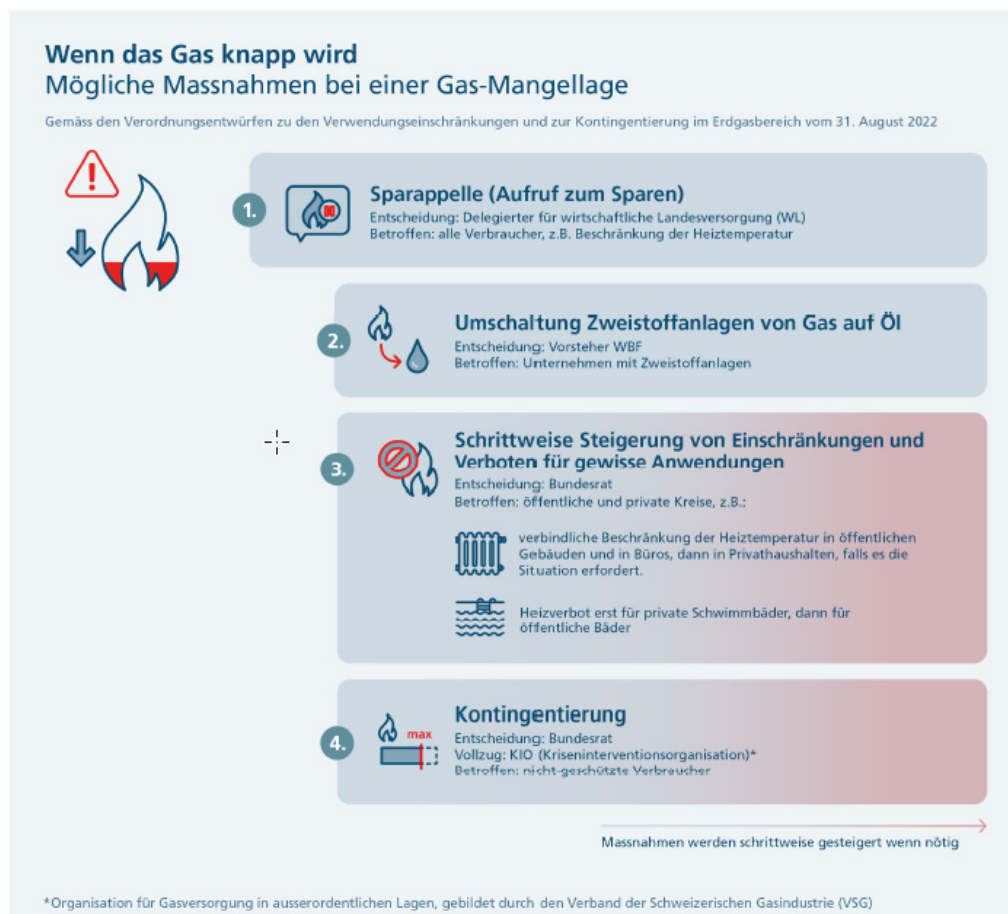 Wenn das Gas knapp wird
Mögliche Massnahmen bei einer Gas-Mangellage
Gemäss den Verordnungsentwürfen zu den Verwendungseinschränkungen und zur Kontingentierung im Erdgasbereich vom 31. August 2022
1.
Sparappelle (Aufruf zum Sparen)
Entscheidung: Delegierter für wirtschaftliche Landesversorgung (WL)
Betroffen: alle Verbraucher, z.B. Beschränkung der Heiztemperatur
2.
Umschaltung Zweistoffanlagen von Gas auf Öl
Entscheidung: Vorsteher WBF
Betroffen: Unternehmen mit Zweistoffanlagen
3.
Schrittweise Steigerung von Einschränkungen und
Verboten für gewisse Anwendungen
Entscheidung: Bundesrat
Betroffen: öffentliche und private Kreise, z.B.:
verbindliche Beschränkung der Heiztemperatur in öffentlichen
Gebäuden und in Büros, dann in Privathaushalten, falls es die
Situation erfordert.
Heizverbot erst für private Schwimmbäder, dann für
öffentliche Bäder
4.
max
Kontingentierung
Entscheidung: Bundesrat
Vollzug: KIO (Kriseninterventionsorganisation)*
Betroffen: nicht-geschützte Verbraucher
Massnahmen werden schrittweise gesteigert wenn nötig
*Organisation für Gasversorgung in ausserordentlichen Lagen, gebildet durch den Verband der Schweizerischen Gasindustrie (VSG)